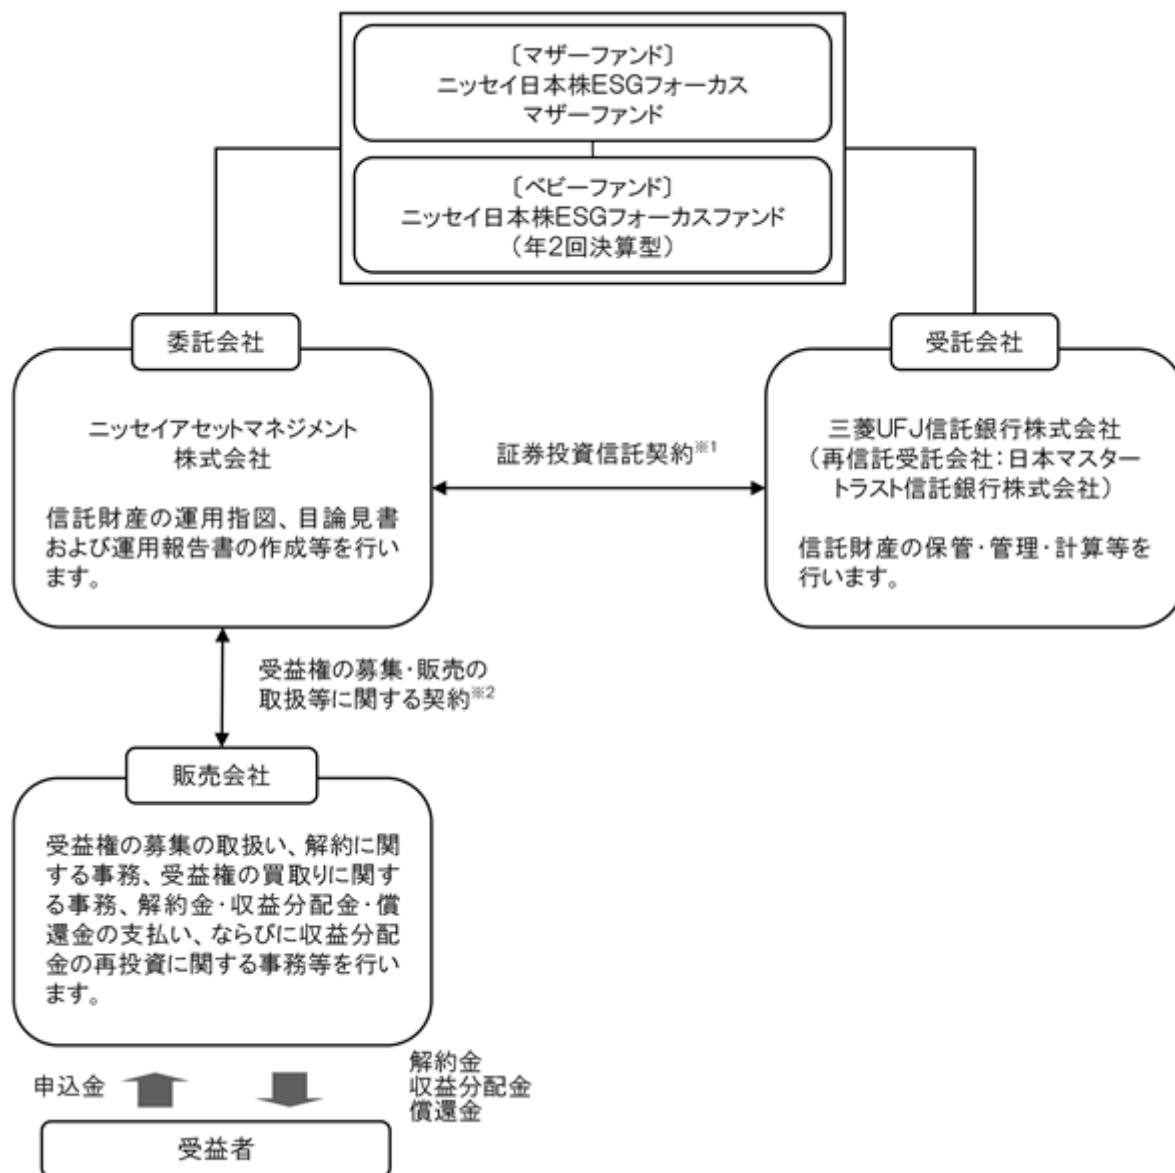 〔マザーファンド〕
ニッセイ日本株ESGフォーカス
マザーファンド
〔ベビーファンド〕
ニッセイ日本株ESGフォーカスファンド
（年2回決算型）
委託会社
ニッセイアセットマネジメント
株式会社
信託財産の運用指図、目論見書
および運用報告書の作成等を行い
ます。
証券投資信託契約※1
受託会社
三菱UFJ信託銀行株式会社
（再信託受託会社：日本マスター
トラスト信託銀行株式会社）
信託財産の保管・管理・計算等を
行います。
受益権の募集・販売の
取扱等に関する契約※2
販売会社
受益権の募集の取扱い、解約に関
する事務、受益権の買取りに関す
る事務、解約金・収益分配金・償
還金の支払い、ならびに収益分配
金の再投資に関する事務等を行い
ます。
申込金
解約金
収益分配金
償還金
受益者